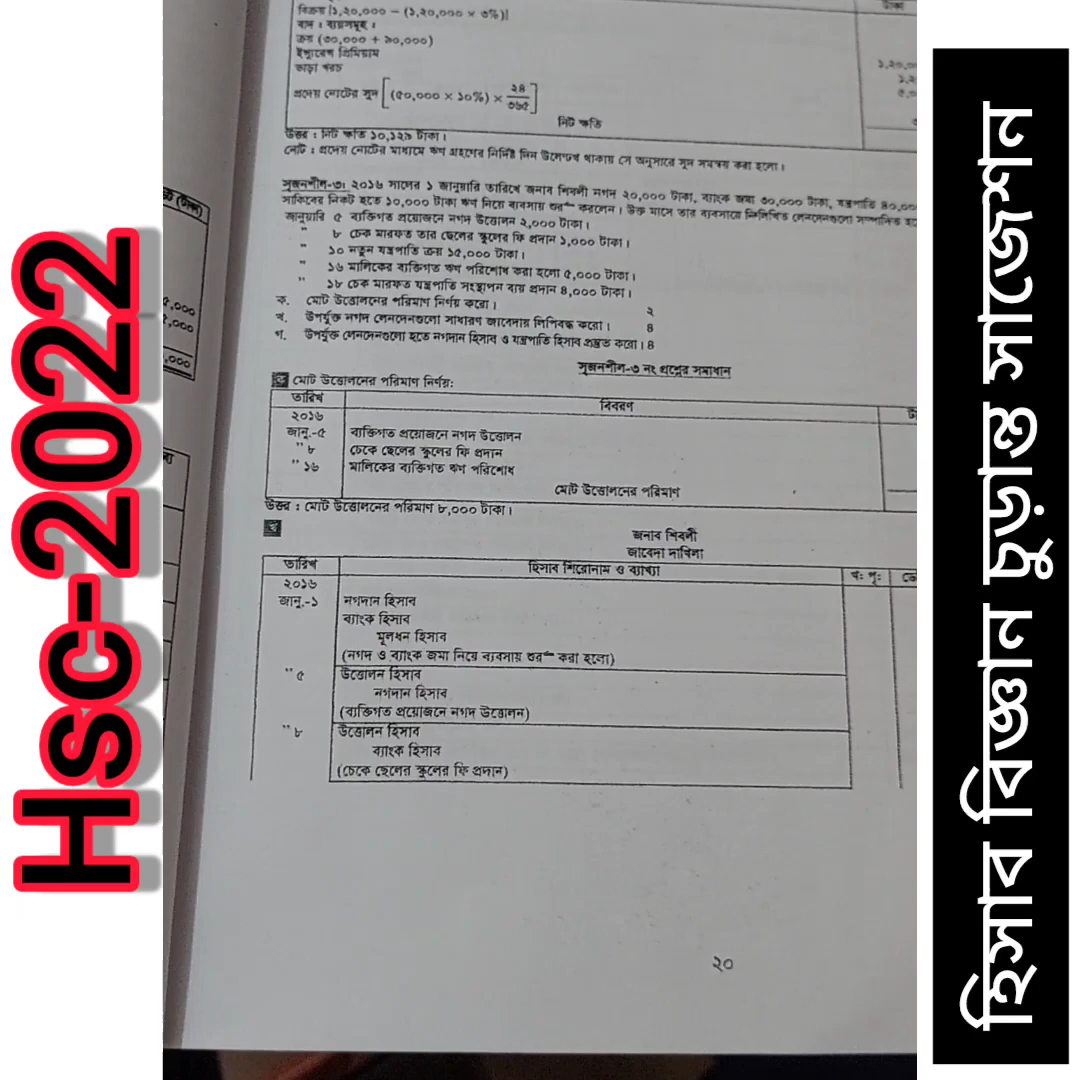 Hsc-2022
হিসাব বিজ্ঞান চুড়ান্ত সাজেশান
টাকা
বিক্রয় [১,২০,০০০ – (১,২০,০০০ × ৩%)]
বাদ : ব্যয়সমূহ :
ক্রয় (৩০,০০০ + ৯০,০০০)
ইন্স্যুরেন্স প্রিমিয়াম
ভাড়া খরচ
প্রদেয় নোটের সুদ [(৫০,০০০ × ১০%) × ২৪/৩৬৫]
নিট ক্ষতি
উত্তর : নিট ক্ষতি ১০,১২৯ টাকা।
নোট : প্রদেয় নোটের মাধ্যমে ঋণ গ্রহণের নির্দিষ্ট দিন উলেখ থাকায় সে অনুসারে সুদ সমন্বয় করা হলো।
সৃজনশীল-৩। ২০১৬ সালের ১ জানুয়ারি তারিখে জনাব শিবলী নগদ ২০,০০০ টাকা, ব্যাংক জমা ৩০,০০০ টাকা, যন্ত্রপাতি ৪০,০০
সাকিবের নিকট হতে ১০,০০০ টাকা ঋণ নিয়ে ব্যবসায় শুর করলেন। উক্ত মাসে তার ব্যবসায়ে নিলিখিত লেনদেনগুলো সম্পাদিত
জানুয়ারি ৫ ব্যক্তিগত প্রয়োজনে নগদ উত্তোলন ২,০০০ টাকা।
" ৮ চেক মারফত তার ছেলের স্কুলের ফি প্রদান ১,০০০ টাকা।
" ১০ নতুন যন্ত্রপাতি ক্রয় ১৫,০০০ টাকা।
" ১৬ মালিকের ব্যক্তিগত ঋণ পরিশোধ করা হলো ৫,০০০ টাকা।
" ১৮ চেক মারফত যন্ত্রপাতি সংস্থাপন ব্যয় প্রদান ৪,০০০ টাকা।
ক. মোট উত্তোলনের পরিমাণ নির্ণয় করো। ২
খ. উপর্যুক্ত নগদ লেনদেনগুলো সাধারণ জাবেদায় লিপিবদ্ধ করো। ৪
গ. উপর্যুক্ত লেনদেনগুলো হতে নগদান হিসাব ও যন্ত্রপাতি হিসাব প্রস্তুত করো। ৪
সৃজনশীল-৩ নং প্রশ্নের সমাধান
ক মোট উত্তোলনের পরিমাণ নির্ণয়:
তারিখ বিবরণ
২০১৬
জানু.-৫ ব্যক্তিগত প্রয়োজনে নগদ উত্তোলন
" ৮ চেকে ছেলের স্কুলের ফি প্রদান
" ১৬ মালিকের ব্যক্তিগত ঋণ পরিশোধ
মোট উত্তোলনের পরিমাণ
উত্তর : মোট উত্তোলনের পরিমাণ ৮,০০০ টাকা।
খ
জনাব শিবলী
জাবেদা দাখিলা
তারিখ হিসাব শিরোনাম ও ব্যাখ্যা খ: পৃ:
২০১৬
জানু.-১ নগদান হিসাব
ব্যাংক হিসাব
মূলধন হিসাব
(নগদ ও ব্যাংক জমা নিয়ে ব্যবসায় শুর করা হলো)
" ৫ উত্তোলন হিসাব
নগদান হিসাব
(ব্যক্তিগত প্রয়োজনে নগদ উত্তোলন)
" ৮ উত্তোলন হিসাব
ব্যাংক হিসাব
(চেকে ছেলের স্কুলের ফি প্রদান)
২০